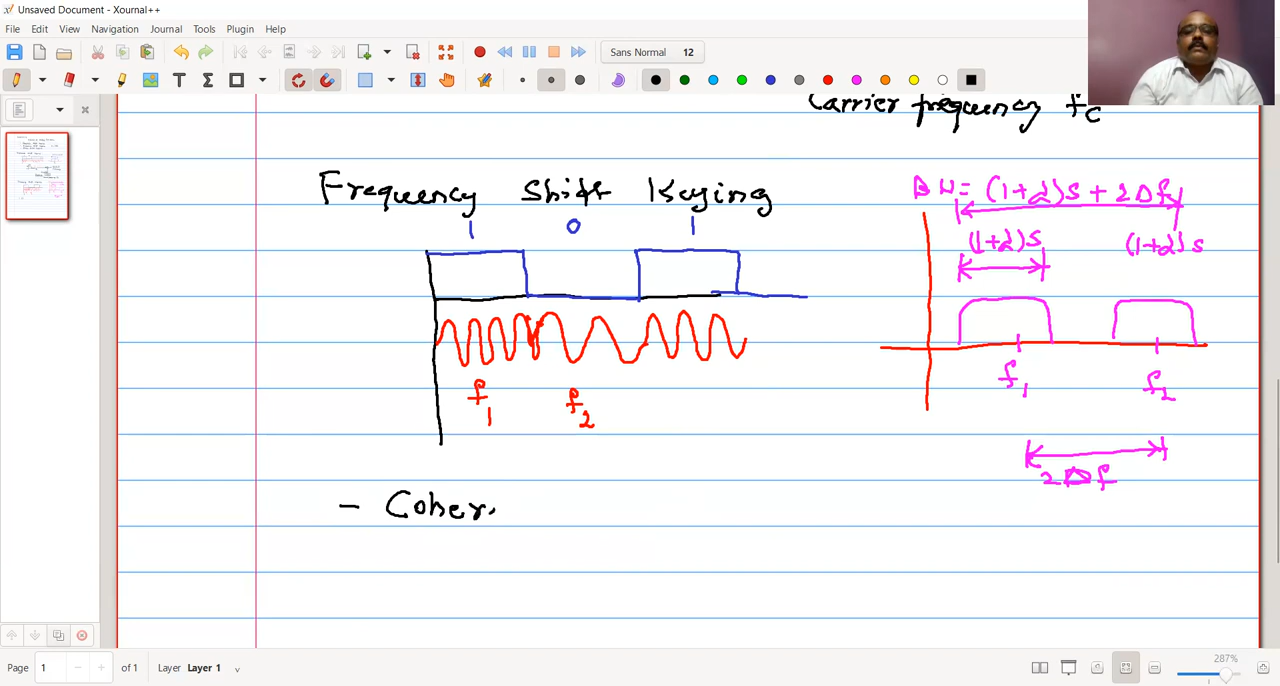 Unsaved Document - Xournal++
File Edit View Navigation Journal Tools Plugin Help
Sans Normal 12
Carrier frequency fc
Frequency Shift Keying
1 0 1
BW = (1+α)S + 2Δf
(1+α)S (1+α)S
f1 f2
f1 f2
2Δf
- Coher
Page 1 of 1 Layer Layer 1 287%